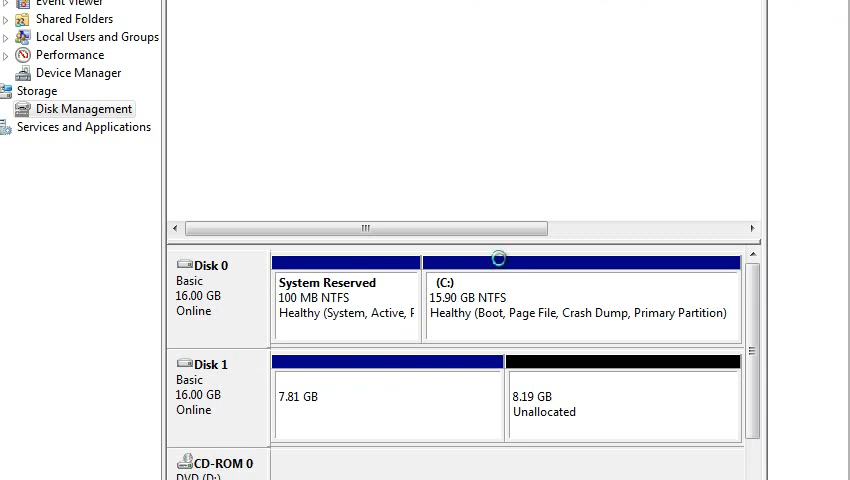 Event Viewer
Shared Folders
Local Users and Groups
Performance
Device Manager
Storage
Disk Management
Services and Applications
Disk 0
Basic
16.00 GB
Online
System Reserved
100 MB NTFS
Healthy (System, Active, P
(C:)
15.90 GB NTFS
Healthy (Boot, Page File, Crash Dump, Primary Partition)
Disk 1
Basic
16.00 GB
Online
7.81 GB
8.19 GB
Unallocated
CD-ROM 0
DVD (D:)